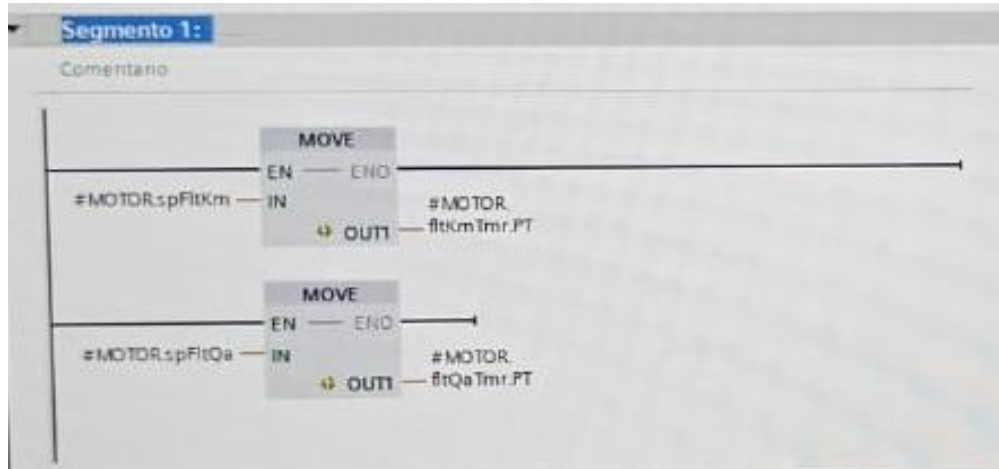 Segmento 1:
Comentario
MOVE
EN ENO
#MOTOR.spFltKm IN
#MOTOR.
OUT1 fltKmTmr.PT
MOVE
EN ENO
#MOTOR.spFltQa IN
#MOTOR.
OUT1 fltQaTmr.PT